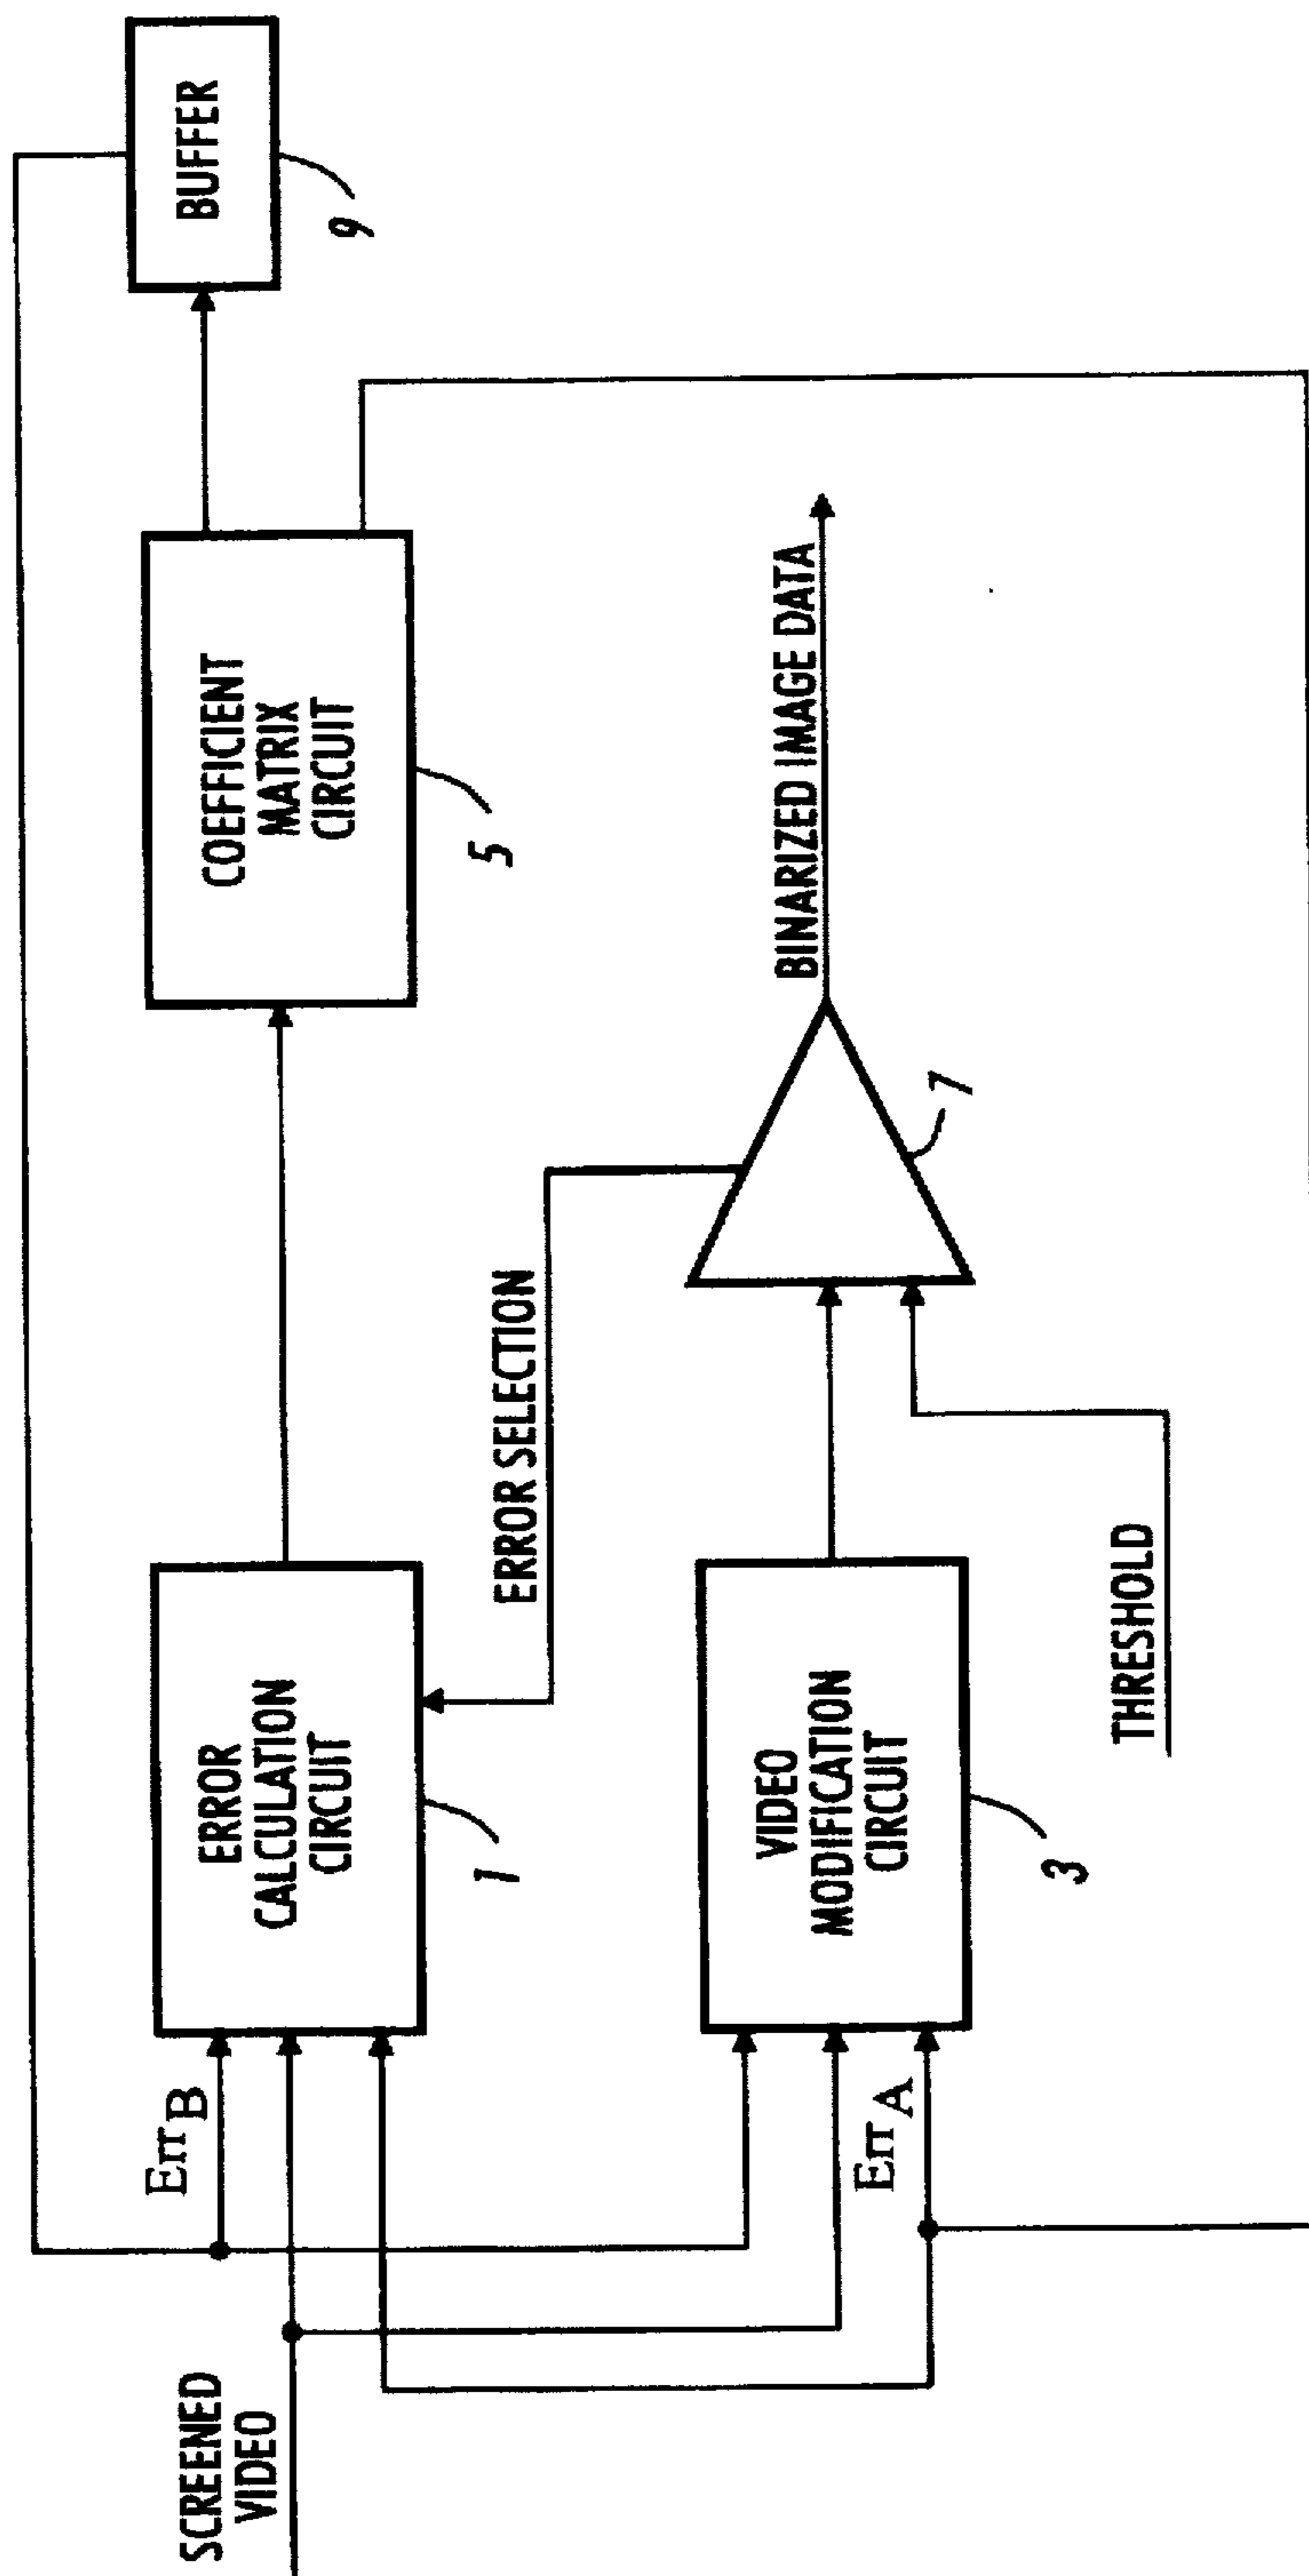 SCREENED
VIDEO
Err B
ERROR
CALCULATION
CIRCUIT
1
COEFFICIENT
MATRIX
CIRCUIT
5
BUFFER
9
ERROR SELECTION
Err A
VIDEO
MODIFICATION
CIRCUIT
3
7
BINARIZED IMAGE DATA
THRESHOLD